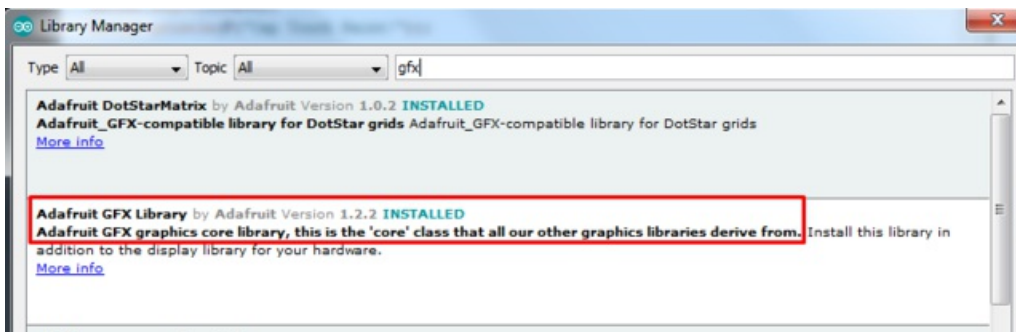 Library Manager
Type All Topic All gfx
Adafruit DotStarMatrix by Adafruit Version 1.0.2 INSTALLED
Adafruit_GFX-compatible library for DotStar grids Adafruit_GFX-compatible library for DotStar grids
More info
Adafruit GFX Library by Adafruit Version 1.2.2 INSTALLED
Adafruit GFX graphics core library, this is the 'core' class that all our other graphics libraries derive from. Install this library in
addition to the display library for your hardware.
More info